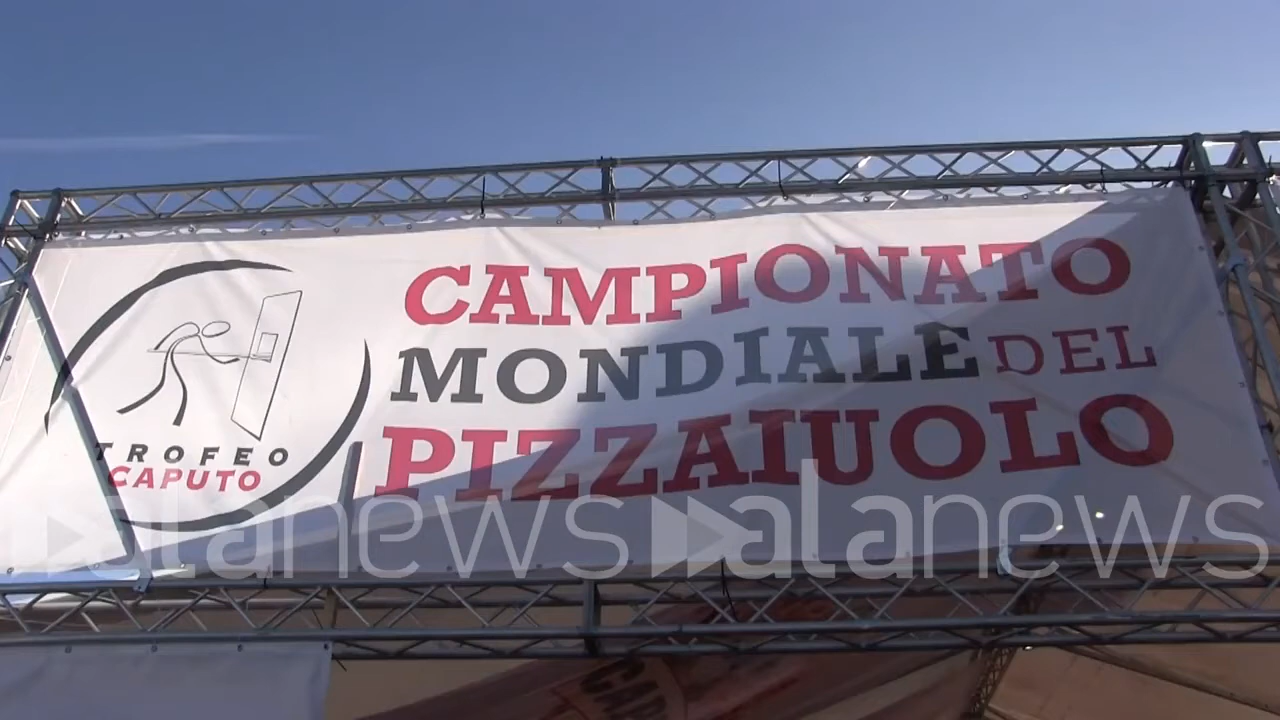 CAMPIONATO
MONDIALE DEL
PIZZAIUOLO
TROFEO
CAPUTO
alanews alanews